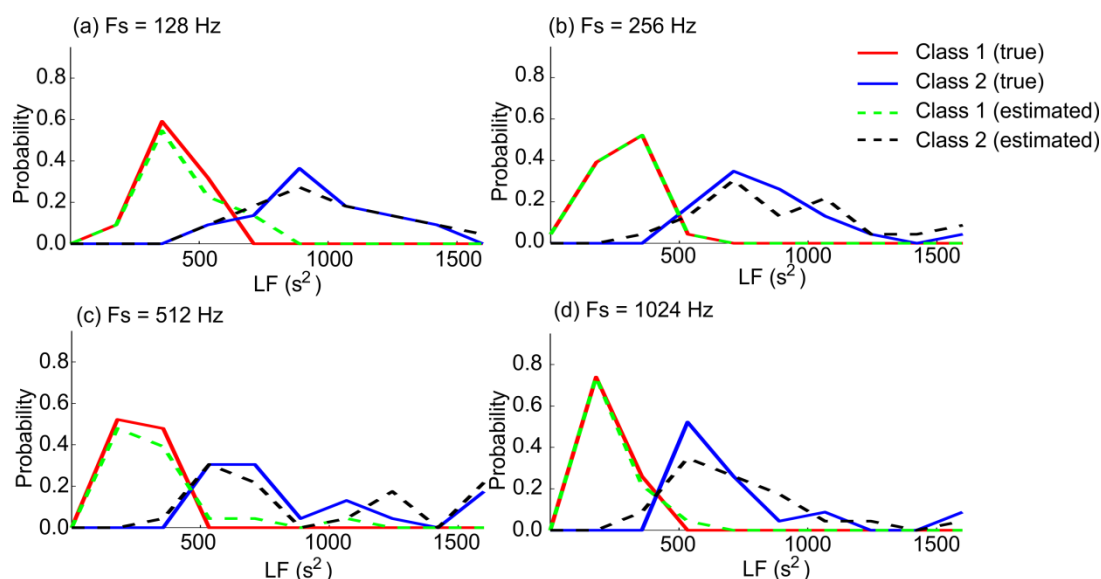 (a) Fs = 128 Hz
Probability
0.8
0.6
0.4
0.2
0.0
500
1000
1500
LF (s²)
(b) Fs = 256 Hz
Probability
0.8
0.6
0.4
0.2
0.0
500
1000
1500
LF (s²)
Class 1 (true)
Class 2 (true)
Class 1 (estimated)
Class 2 (estimated)
(c) Fs = 512 Hz
Probability
0.8
0.6
0.4
0.2
0.0
500
1000
1500
LF (s²)
(d) Fs = 1024 Hz
Probability
0.8
0.6
0.4
0.2
0.0
500
1000
1500
LF (s²)